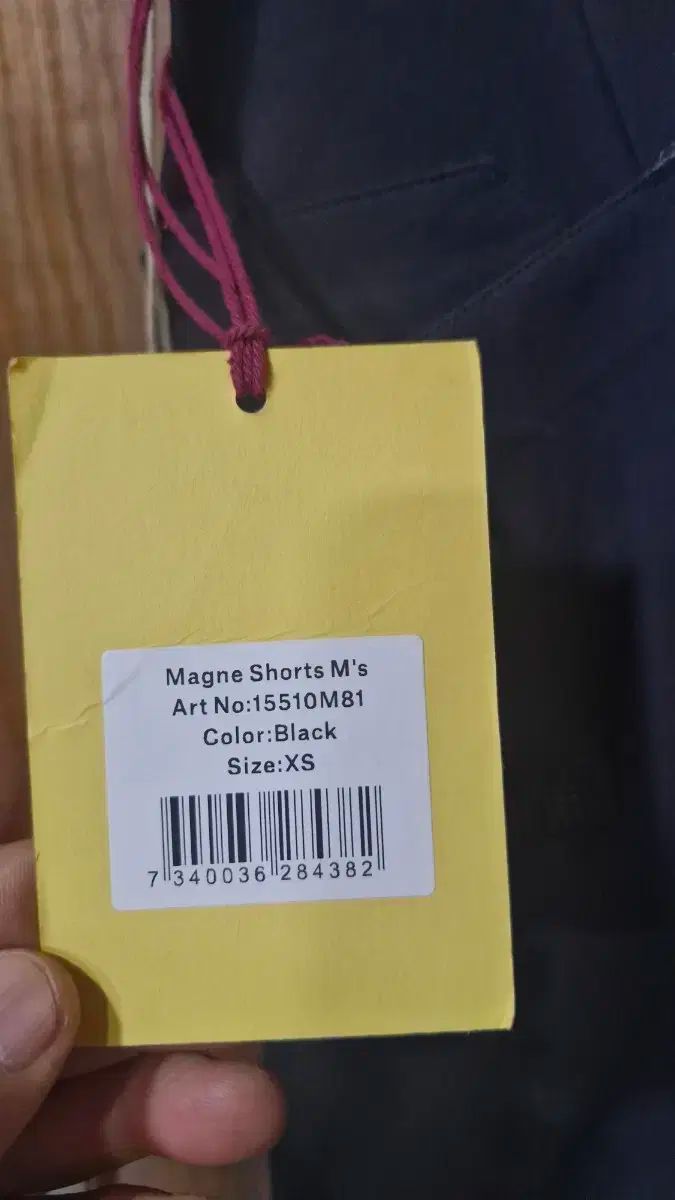 Magne Shorts M's
Art No:15510M81
Color:Black
Size:XS
7 340036 284382